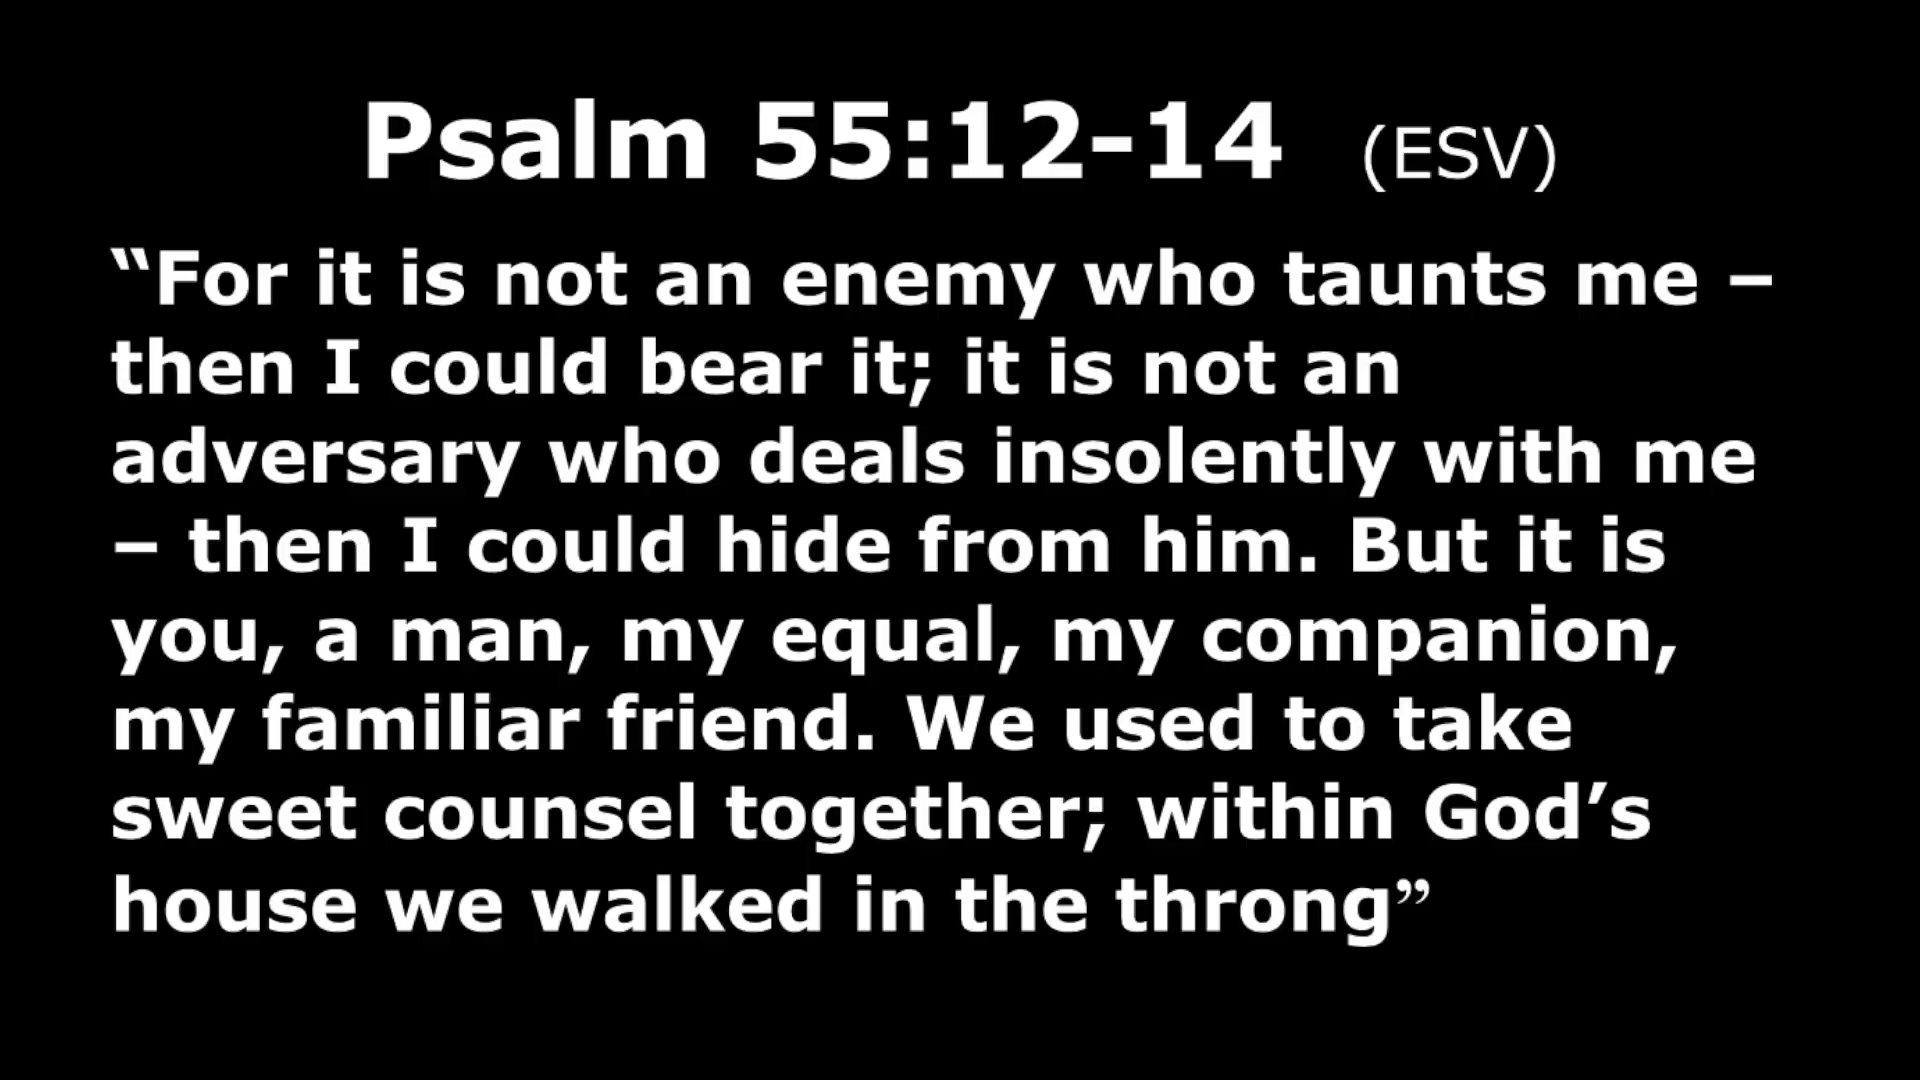 Psalm 55:12-14 (ESV)
“For it is not an enemy who taunts me –
then I could bear it; it is not an
adversary who deals insolently with me
– then I could hide from him. But it is
you, a man, my equal, my companion,
my familiar friend. We used to take
sweet counsel together; within God’s
house we walked in the throng”